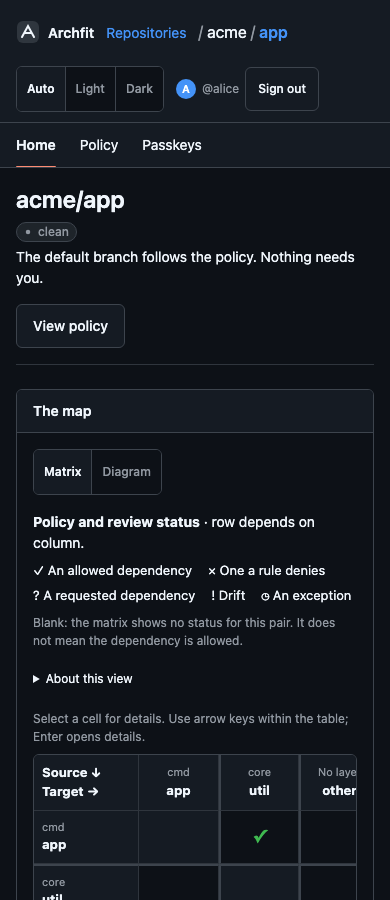 Archfit Repositories / acme / app
Auto Light Dark A @alice Sign out
Home Policy Passkeys
acme/app
clean
The default branch follows the policy. Nothing needs
you.
View policy
The map
Matrix Diagram
Policy and review status · row depends on
column.
✓ An allowed dependency × One a rule denies
? A requested dependency ! Drift ◷ An exception
Blank: the matrix shows no status for this pair. It does
not mean the dependency is allowed.
▶ About this view
Select a cell for details. Use arrow keys within the table;
Enter opens details.
Source ↓ cmd core No laye
Target → app util other
cmd
app ✓
core
util